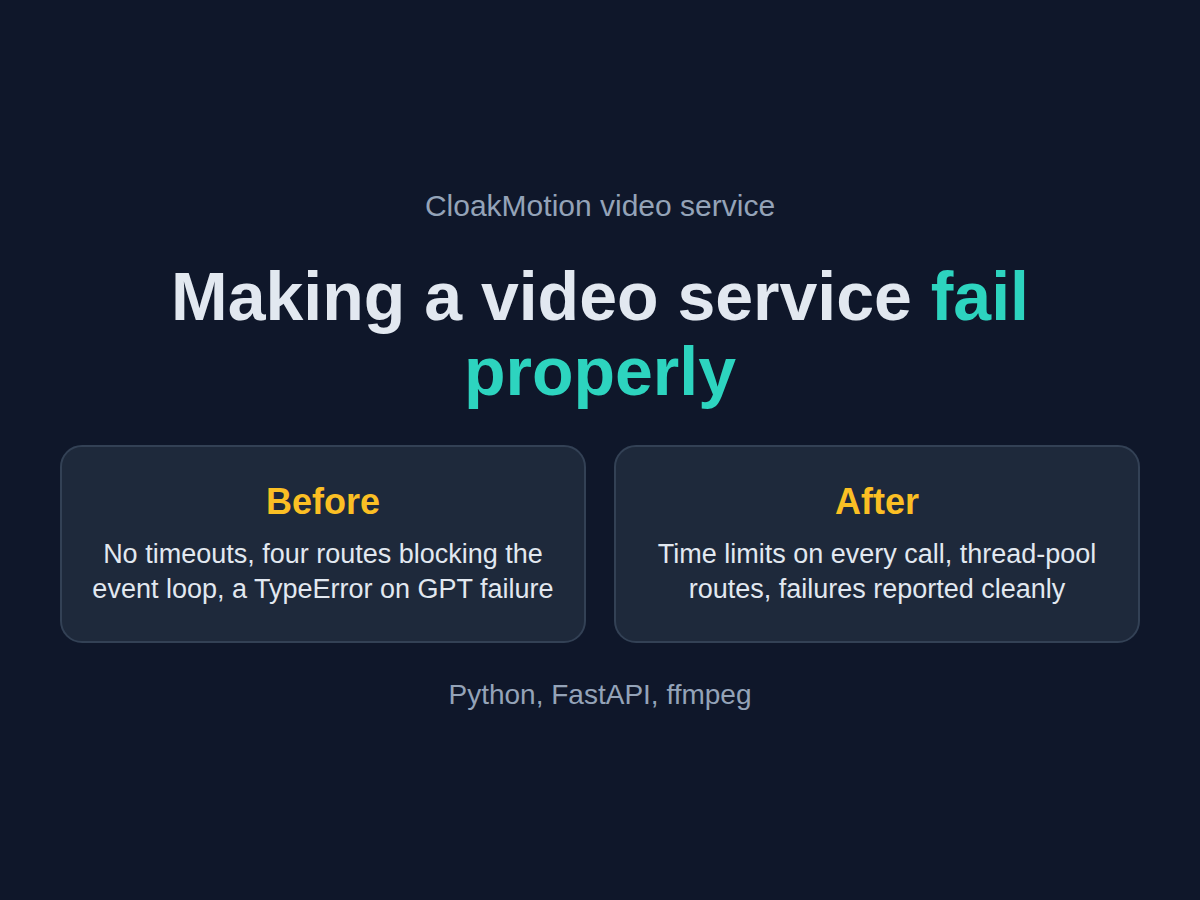 CloakMotion video service
Making a video service fail
properly
Before
No timeouts, four routes blocking the
event loop, a TypeError on GPT failure
After
Time limits on every call, thread-pool
routes, failures reported cleanly
Python, FastAPI, ffmpeg